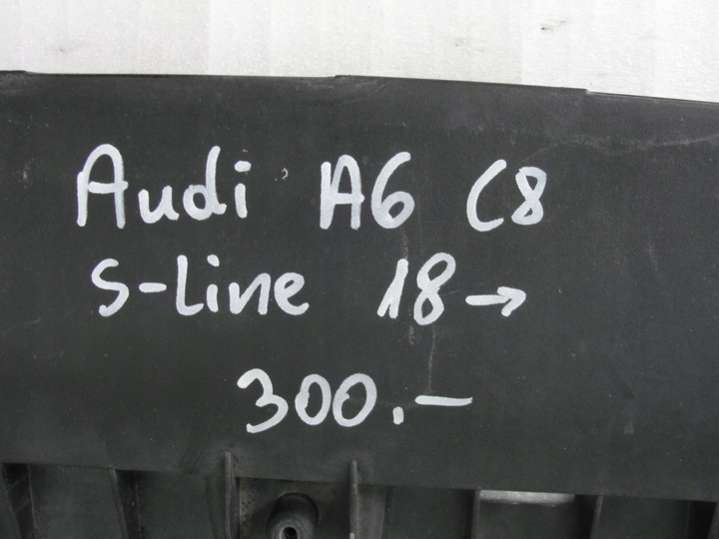 Audi A6 C8
S-Line 18→
300.-